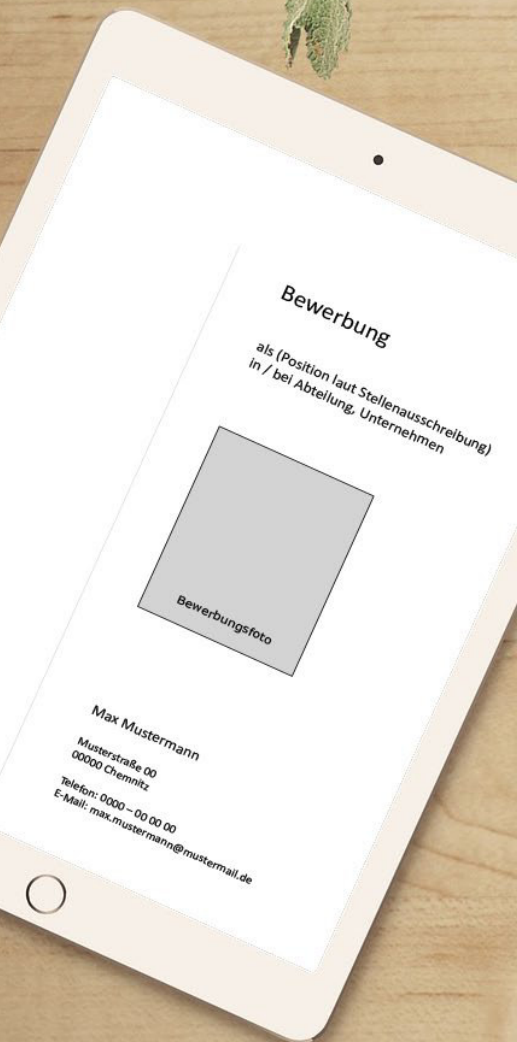 Bewerbung
als (Position laut Stellenausschreibung)
in / bei Abteilung, Unternehmen
Bewerbungsfoto
Max Mustermann
Musterstraße 00
00000 Chemnitz
Telefon: 0000 – 00 00 00
E-Mail: max.mustermann@mustermail.de